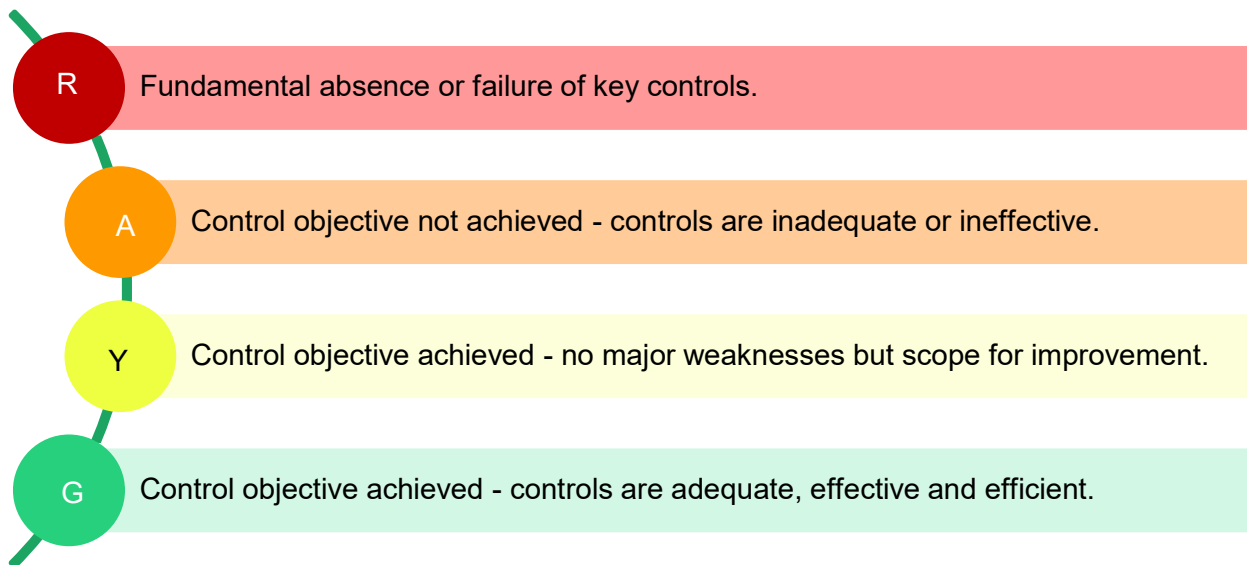 R
Fundamental absence or failure of key controls.
A
Control objective not achieved - controls are inadequate or ineffective.
Y
Control objective achieved - no major weaknesses but scope for improvement.
G
Control objective achieved - controls are adequate, effective and efficient.